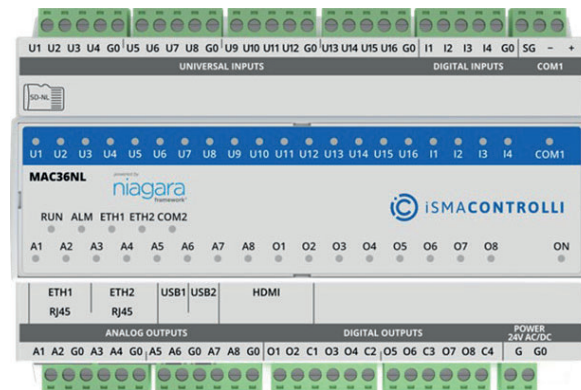 U1 U2 U3 U4 G0 U5 U6 U7 U8 G0 U9 U10 U11 U12 G0 U13 U14 U15 U16 G0 I1 I2 I3 I4 G0 SG - +
UNIVERSAL INPUTS DIGITAL INPUTS COM1
SD-NL
U1 U2 U3 U4 U5 U6 U7 U8 U9 U10 U11 U12 U13 U14 U15 U16 I1 I2 I3 I4 COM1
MAC36NL
powered by
niagara
framework®
iSMACONTROLLI
RUN ALM ETH1 ETH2 COM2
A1 A2 A3 A4 A5 A6 A7 A8 O1 O2 O3 O4 O5 O6 O7 O8 ON
ETH1 ETH2 USB1 USB2 HDMI
RJ45 RJ45
ANALOG OUTPUTS DIGITAL OUTPUTS POWER
24V AC/DC
A1 A2 G0 A3 A4 G0 A5 A6 G0 A7 A8 G0 O1 O2 C1 O3 O4 C2 O5 O6 C3 O7 O8 C4 G G0